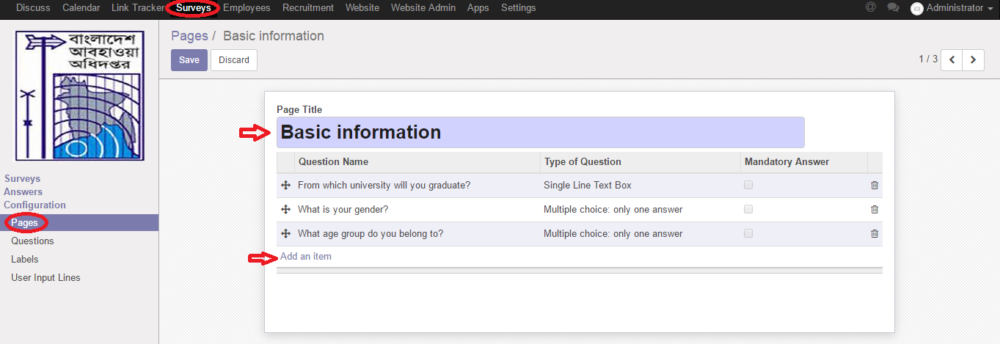 Discuss Calendar Link Tracker Surveys Employees Recruitment Website Website Admin Apps Settings @ Administrator
বাংলাদেশ
আবহাওয়া
অধিদপ্তর
Pages / Basic information
Save Discard
1 / 3
Page Title
Basic information
Question Name Type of Question Mandatory Answer
From which university will you graduate? Single Line Text Box
What is your gender? Multiple choice: only one answer
What age group do you belong to? Multiple choice: only one answer
Add an item
Surveys
Answers
Configuration
Pages
Questions
Labels
User Input Lines